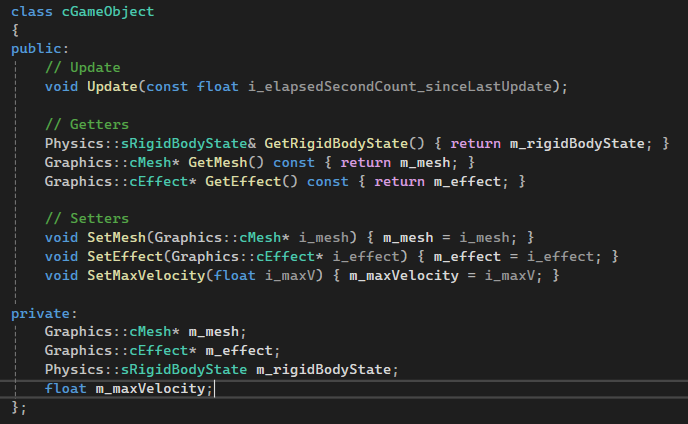 class cGameObject
{
public:
    // Update
    void Update(const float i_elapsedSecondCount_sinceLastUpdate);

    // Getters
    Physics::sRigidBodyState& GetRigidBodyState() { return m_rigidBodyState; }
    Graphics::cMesh* GetMesh() const { return m_mesh; }
    Graphics::cEffect* GetEffect() const { return m_effect; }

    // Setters
    void SetMesh(Graphics::cMesh* i_mesh) { m_mesh = i_mesh; }
    void SetEffect(Graphics::cEffect* i_effect) { m_effect = i_effect; }
    void SetMaxVelocity(float i_maxV) { m_maxVelocity = i_maxV; }

private:
    Graphics::cMesh* m_mesh;
    Graphics::cEffect* m_effect;
    Physics::sRigidBodyState m_rigidBodyState;
    float m_maxVelocity;
};